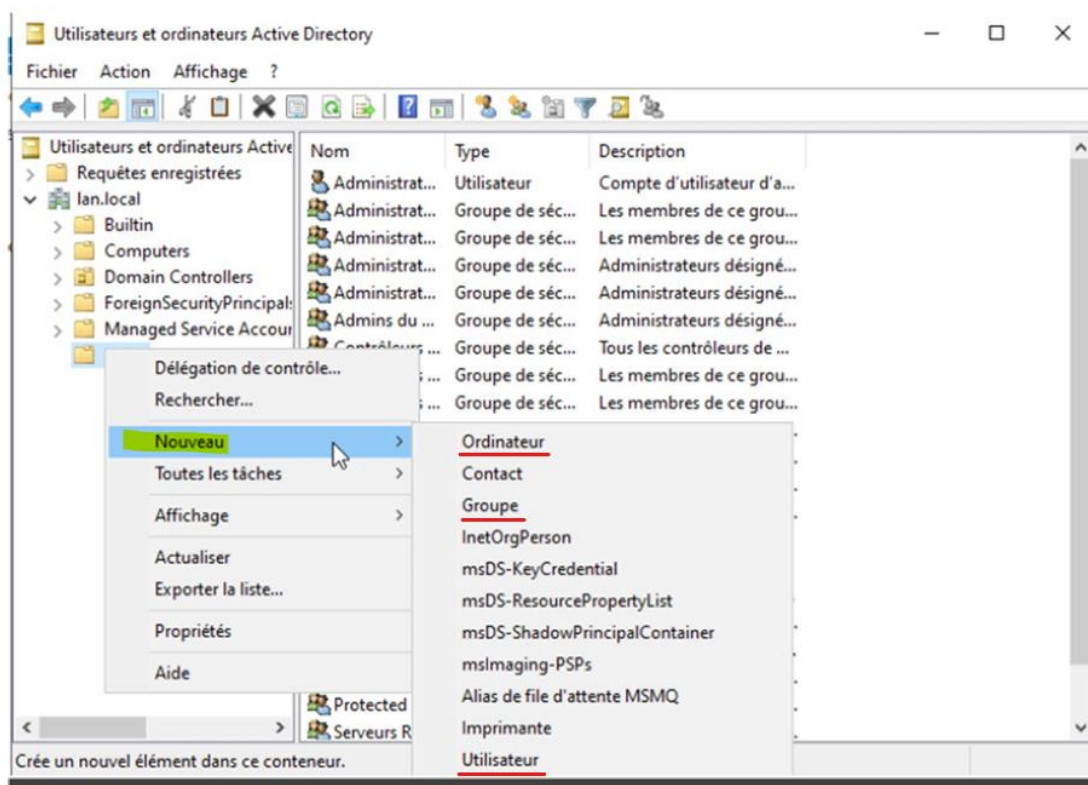 Utilisateurs et ordinateurs Active Directory
Fichier Action Affichage ?
Utilisateurs et ordinateurs Active
Requêtes enregistrées
lan.local
Builtin
Computers
Domain Controllers
ForeignSecurityPrincipal
Managed Service Accour
Nom Type Description
Administrat... Utilisateur Compte d'utilisateur d'a...
Administrat... Groupe de séc... Les membres de ce grou...
Administrat... Groupe de séc... Les membres de ce grou...
Administrat... Groupe de séc... Administrateurs désigné...
Administrat... Groupe de séc... Administrateurs désigné...
Admins du ... Groupe de séc... Administrateurs désigné...
Contrôleurs ... Groupe de séc... Tous les contrôleurs de ...
... Groupe de séc... Les membres de ce grou...
... Groupe de séc... Les membres de ce grou...
Protected
Serveurs R
Délégation de contrôle...
Rechercher...
Nouveau
Toutes les tâches
Affichage
Actualiser
Exporter la liste...
Propriétés
Aide
Ordinateur
Contact
Groupe
InetOrgPerson
msDS-KeyCredential
msDS-ResourcePropertyList
msDS-ShadowPrincipalContainer
msImaging-PSPs
Alias de file d'attente MSMQ
Imprimante
Utilisateur
Crée un nouvel élément dans ce conteneur.